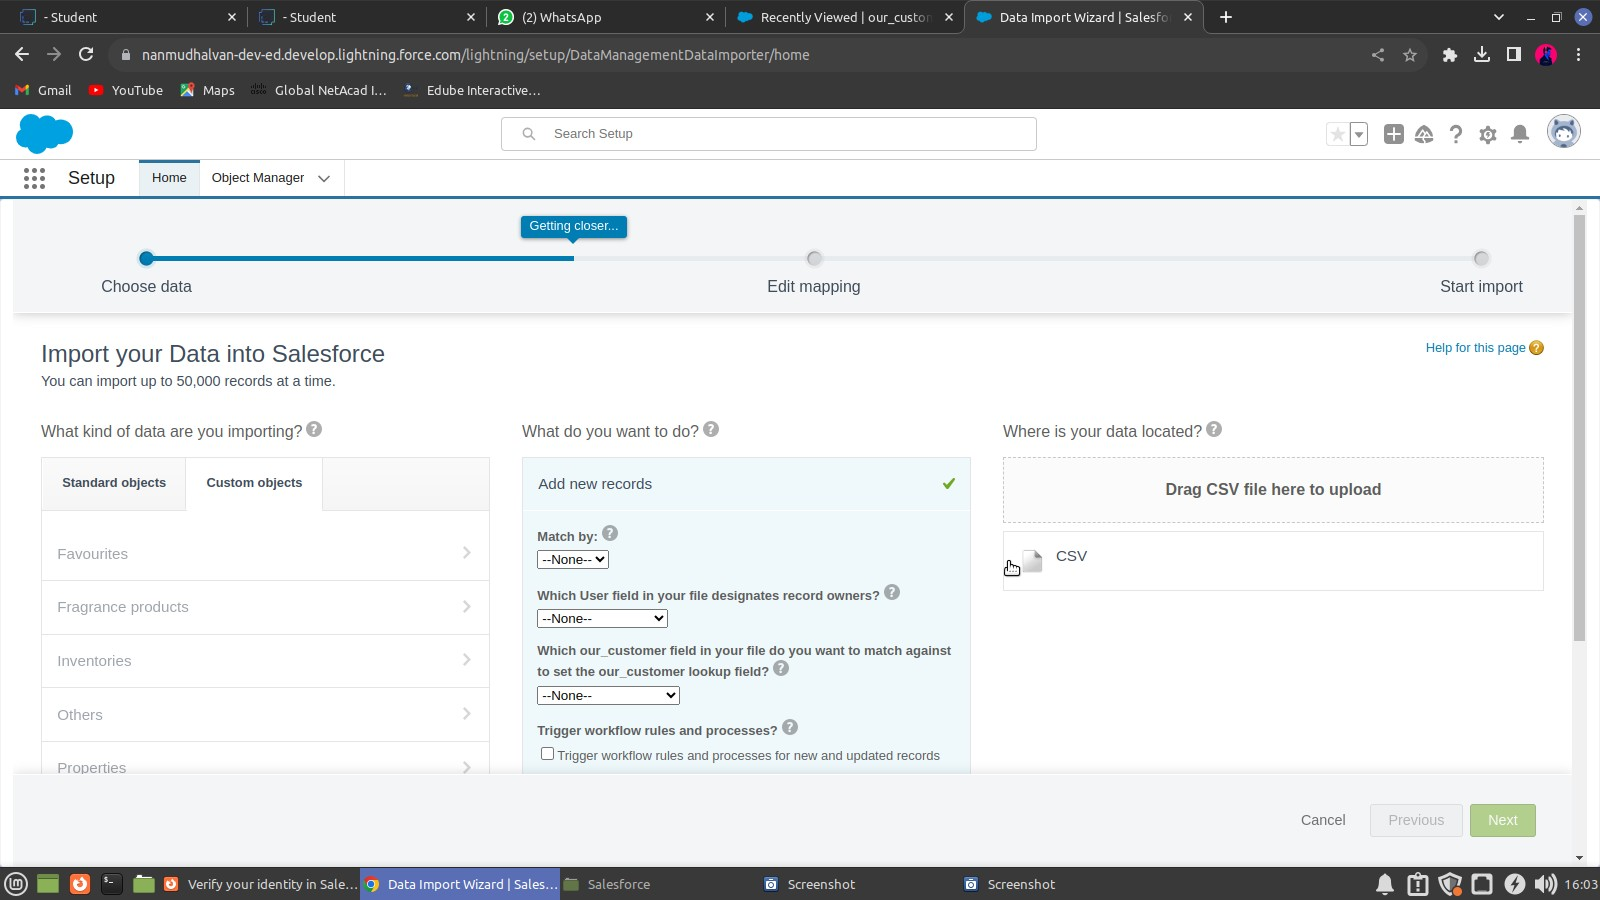 - Student
- Student
(2) WhatsApp
Recently Viewed | our_custon
Data Import Wizard | Salesfo
nanmudhalvan-dev-ed.develop.lightning.force.com/lightning/setup/DataManagementDataImporter/home
Gmail
YouTube
Maps
Global NetAcad I...
Edube Interactive...
Search Setup
Setup
Home
Object Manager
Getting closer...
Choose data
Edit mapping
Start import
Import your Data into Salesforce
Help for this page ?
You can import up to 50,000 records at a time.
What kind of data are you importing? ?
What do you want to do? ?
Where is your data located? ?
Standard objects
Custom objects
Favourites
Fragrance products
Inventories
Others
Properties
Add new records
Match by: ?
--None--
Which User field in your file designates record owners? ?
--None--
Which our_customer field in your file do you want to match against
to set the our_customer lookup field? ?
--None--
Trigger workflow rules and processes? ?
Trigger workflow rules and processes for new and updated records
Drag CSV file here to upload
CSV
Cancel
Previous
Next
Verify your identity in Sale...
Data Import Wizard | Sales...
Salesforce
Screenshot
Screenshot
16:03